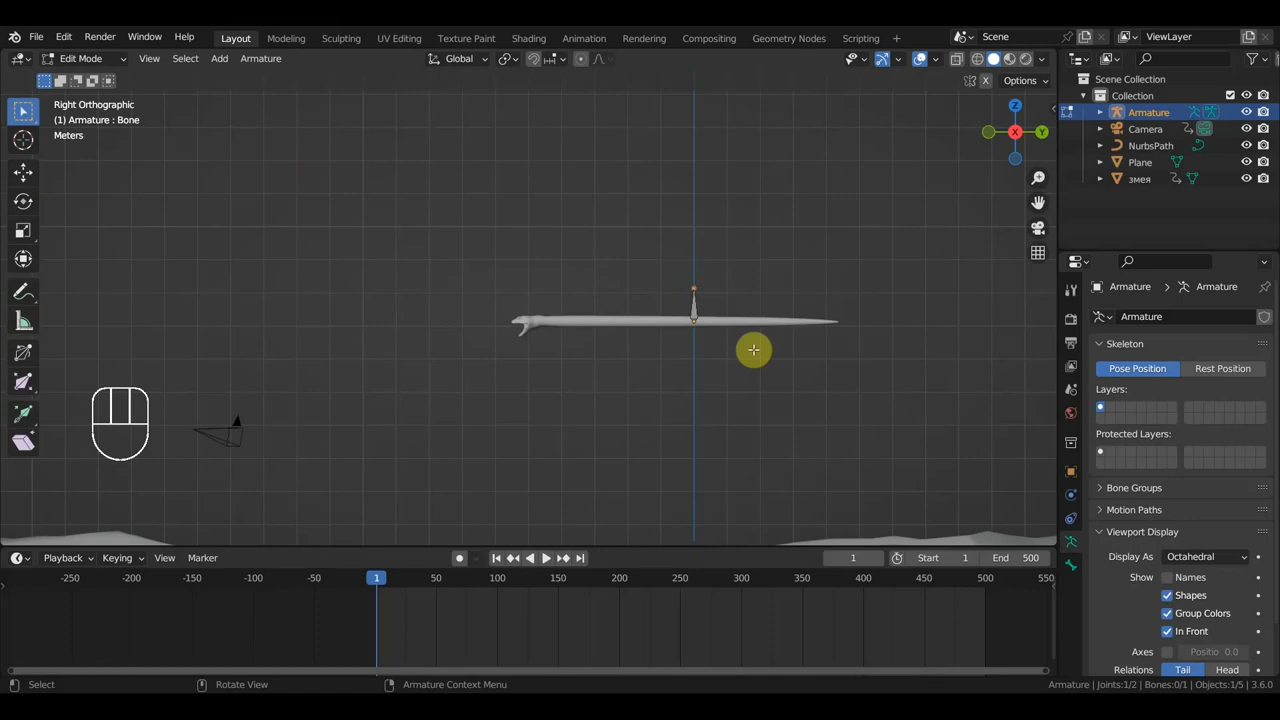 File Edit Render Window Help Layout Modeling Sculpting UV Editing Texture Paint Shading Animation Rendering Compositing Geometry Nodes Scripting + Scene ViewLayer
Edit Mode View Select Add Armature Global
X Options
Right Orthographic
(1) Armature : Bone
Meters
Z
X
Y
Scene Collection
Collection
Armature
Camera
NurbsPath
Plane
змея
Armature Armature
Armature
Skeleton
Pose Position Rest Position
Layers:
Protected Layers:
Bone Groups
Motion Paths
Viewport Display
Display As Octahedral
Show Names
Shapes
Group Colors
In Front
Axes Positio 0.0
Relations Tail Head
Playback Keying View Marker 1 Start 1 End 500
-250 -200 -150 -100 -50 1 50 100 150 200 250 300 350 400 450 500 550
Select Rotate View Armature Context Menu Armature | Joints:1/2 | Bones:0/1 | Objects:1/5 | 3.6.0